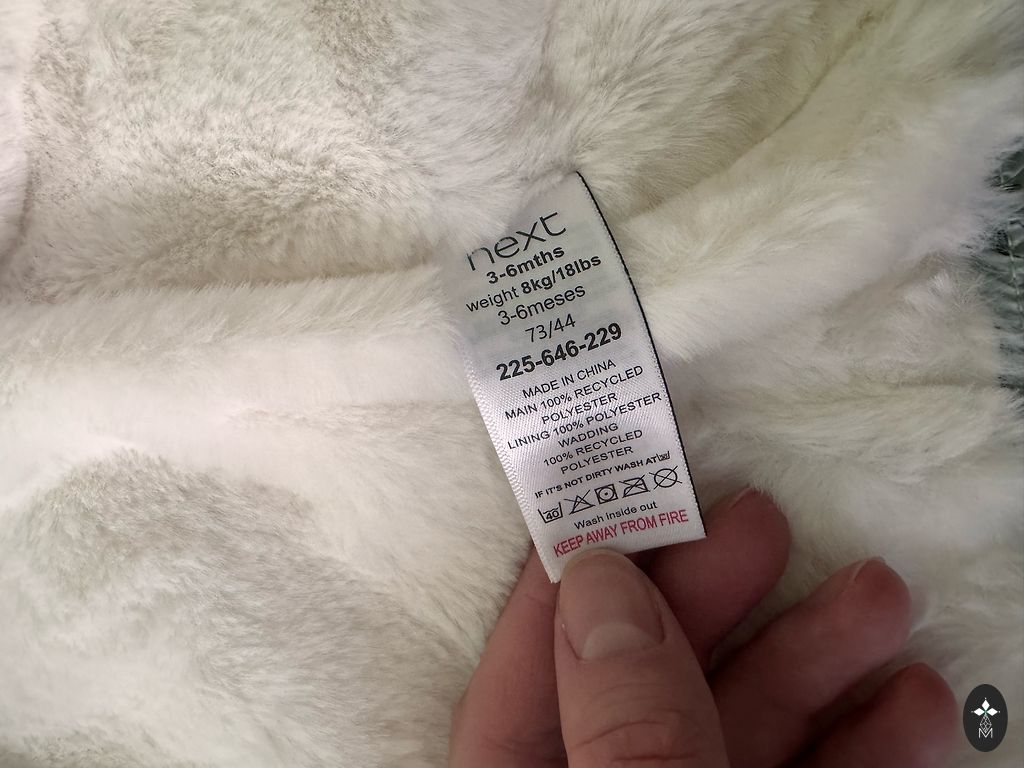 next
3-6mths
weight 8kg/18lbs
3-6meses
73/44
225-646-229
MADE IN CHINA
MAIN 100% RECYCLED
POLYESTER
LINING 100% POLYESTER
WADDING
100% RECYCLED
POLYESTER
IF IT'S NOT DIRTY WASH AT 30
40
Wash inside out
KEEP AWAY FROM FIRE
M